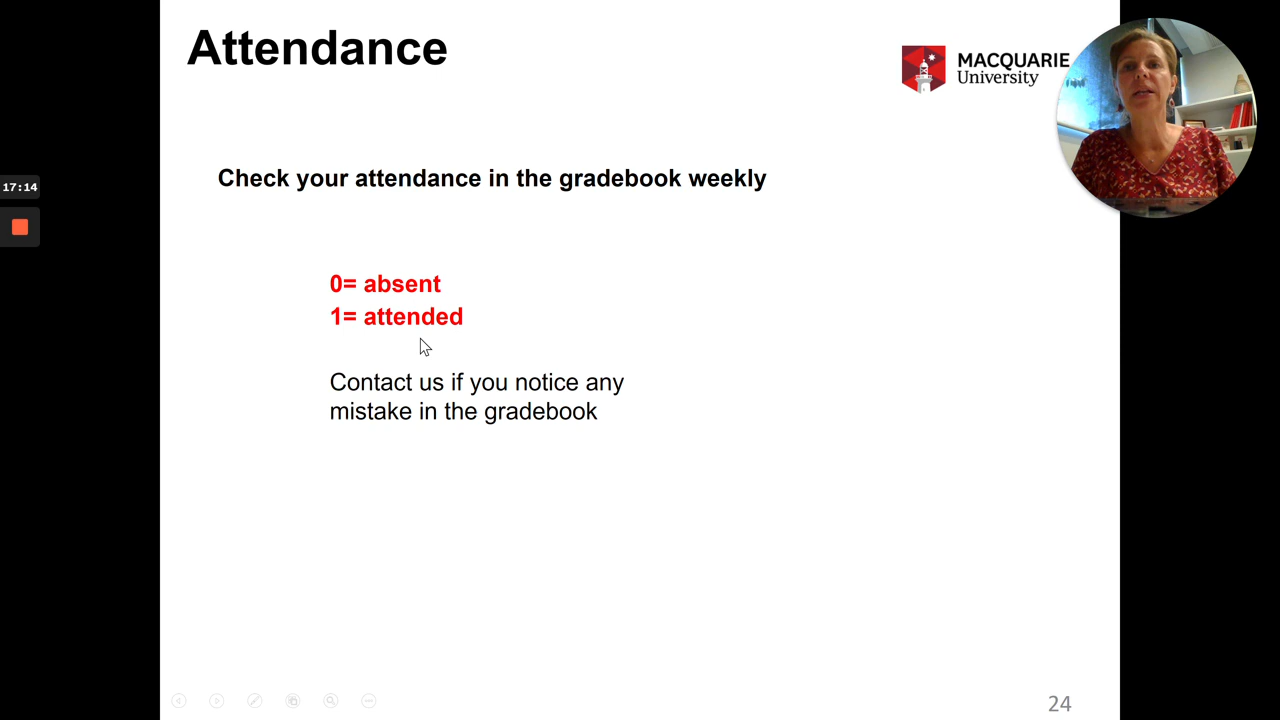 Attendance
MACQUARIE
University
17:14
Check your attendance in the gradebook weekly
0= absent
1= attended
Contact us if you notice any
mistake in the gradebook
24